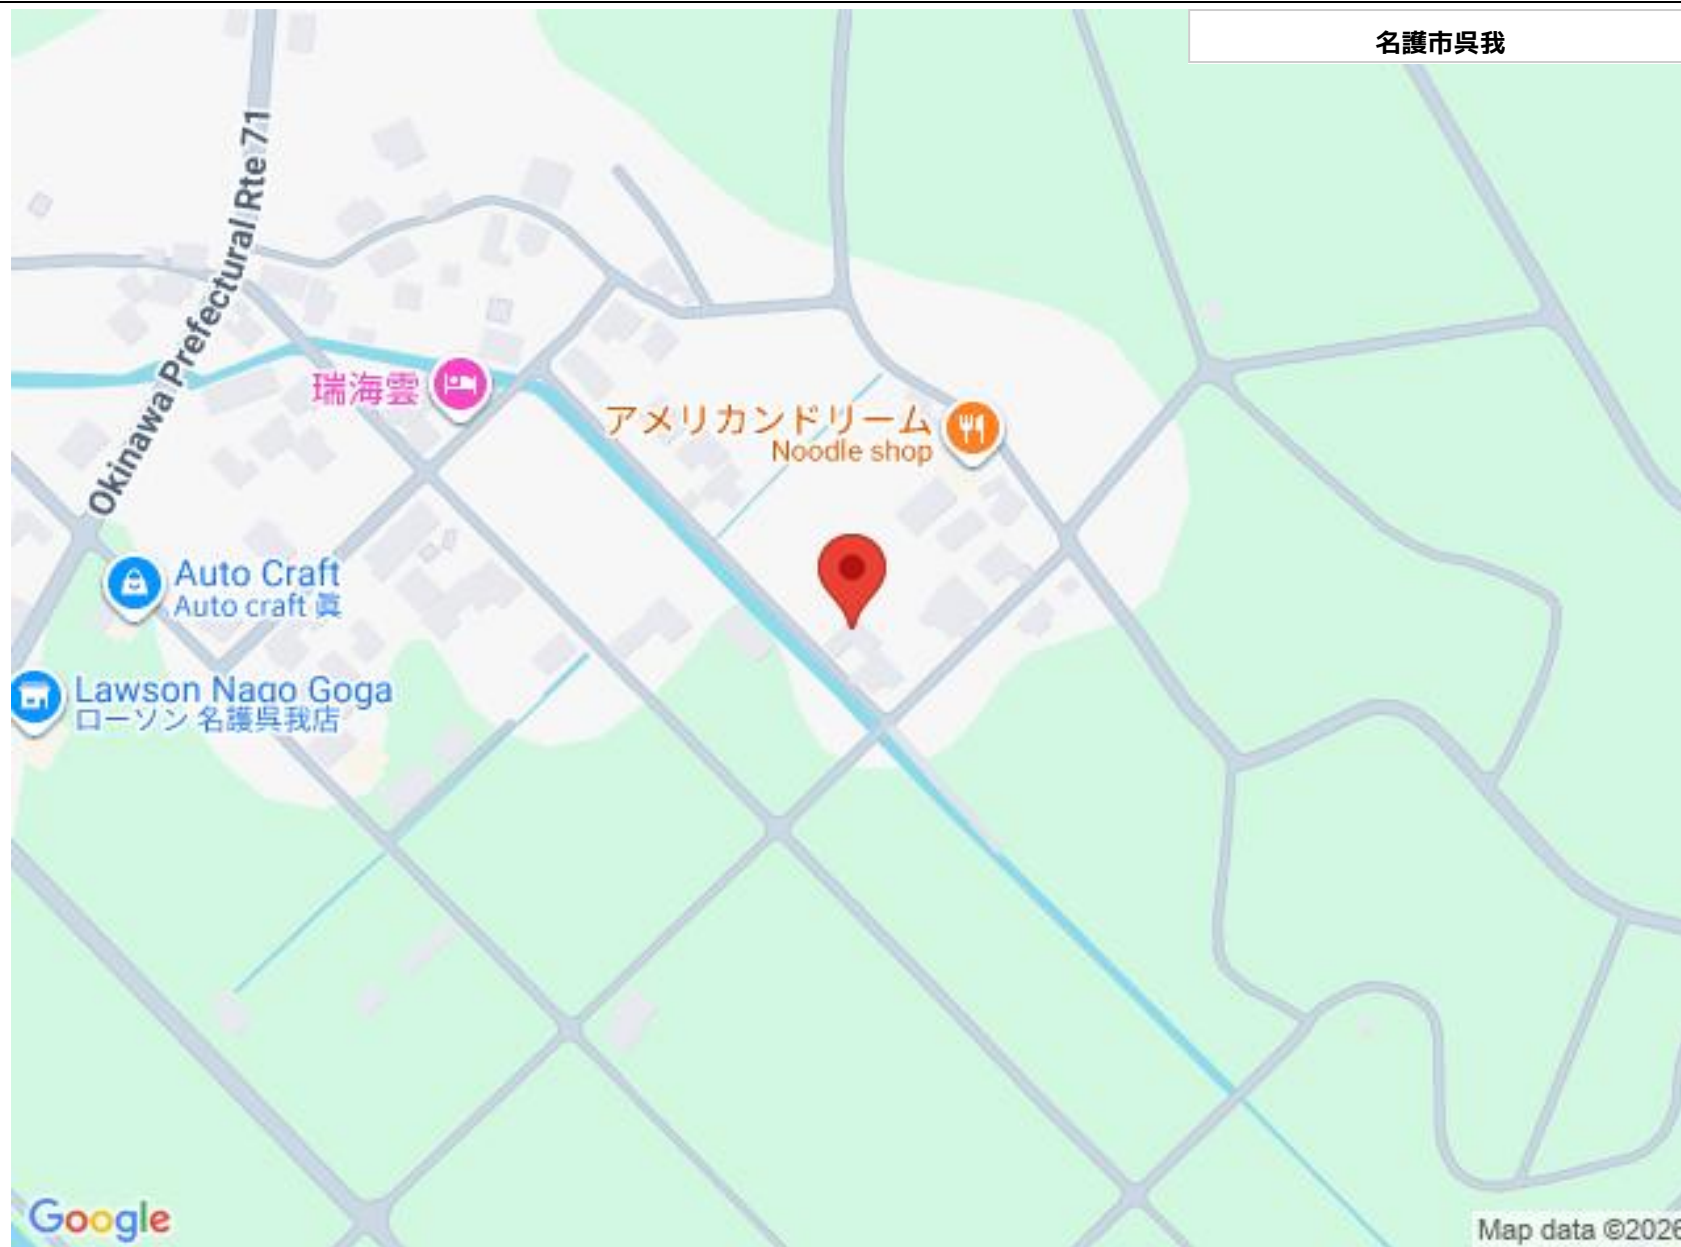 名護市呉我
Okinawa Prefectural Rte 71
瑞海雲
アメリカンドリーム
Noodle shop
Auto Craft
Auto craft 眞
Lawson Nago Goga
ローソン 名護呉我店
Google
Map data ©2026